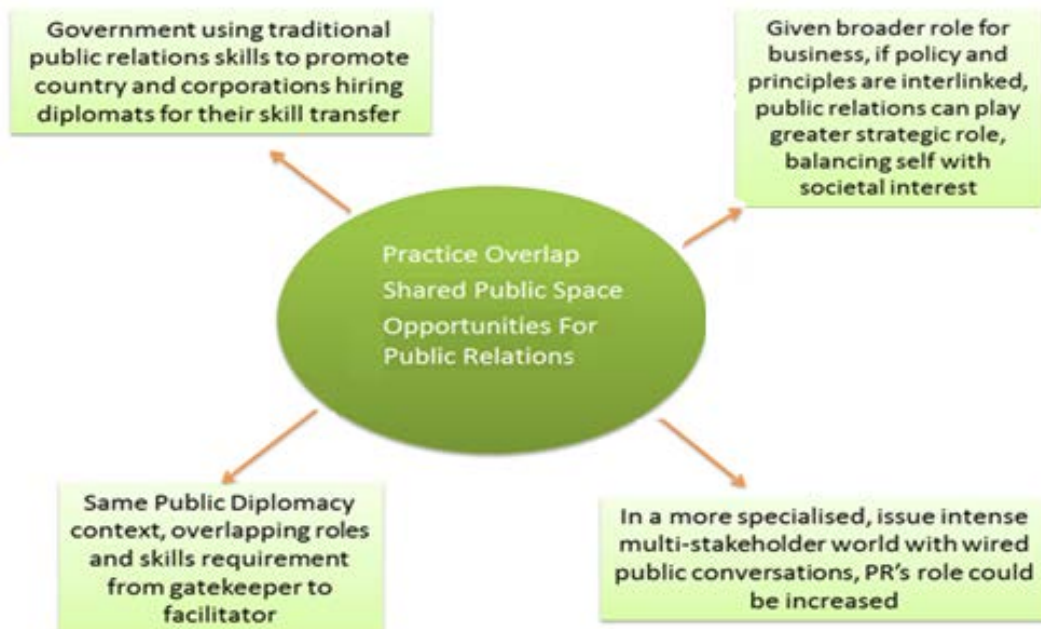 Government using traditional
public relations skills to promote
country and corporations hiring
diplomats for their skill transfer
Given broader role for
business, if policy and
principles are interlinked,
public relations can play
greater strategic role,
balancing self with
societal interest
Practice Overlap
Shared Public Space
Opportunities For
Public Relations
Same Public Diplomacy
context, overlapping roles
and skills requirement
from gatekeeper to
facilitator
In a more specialised, issue intense
multi-stakeholder world with wired
public conversations, PR's role could
be increased